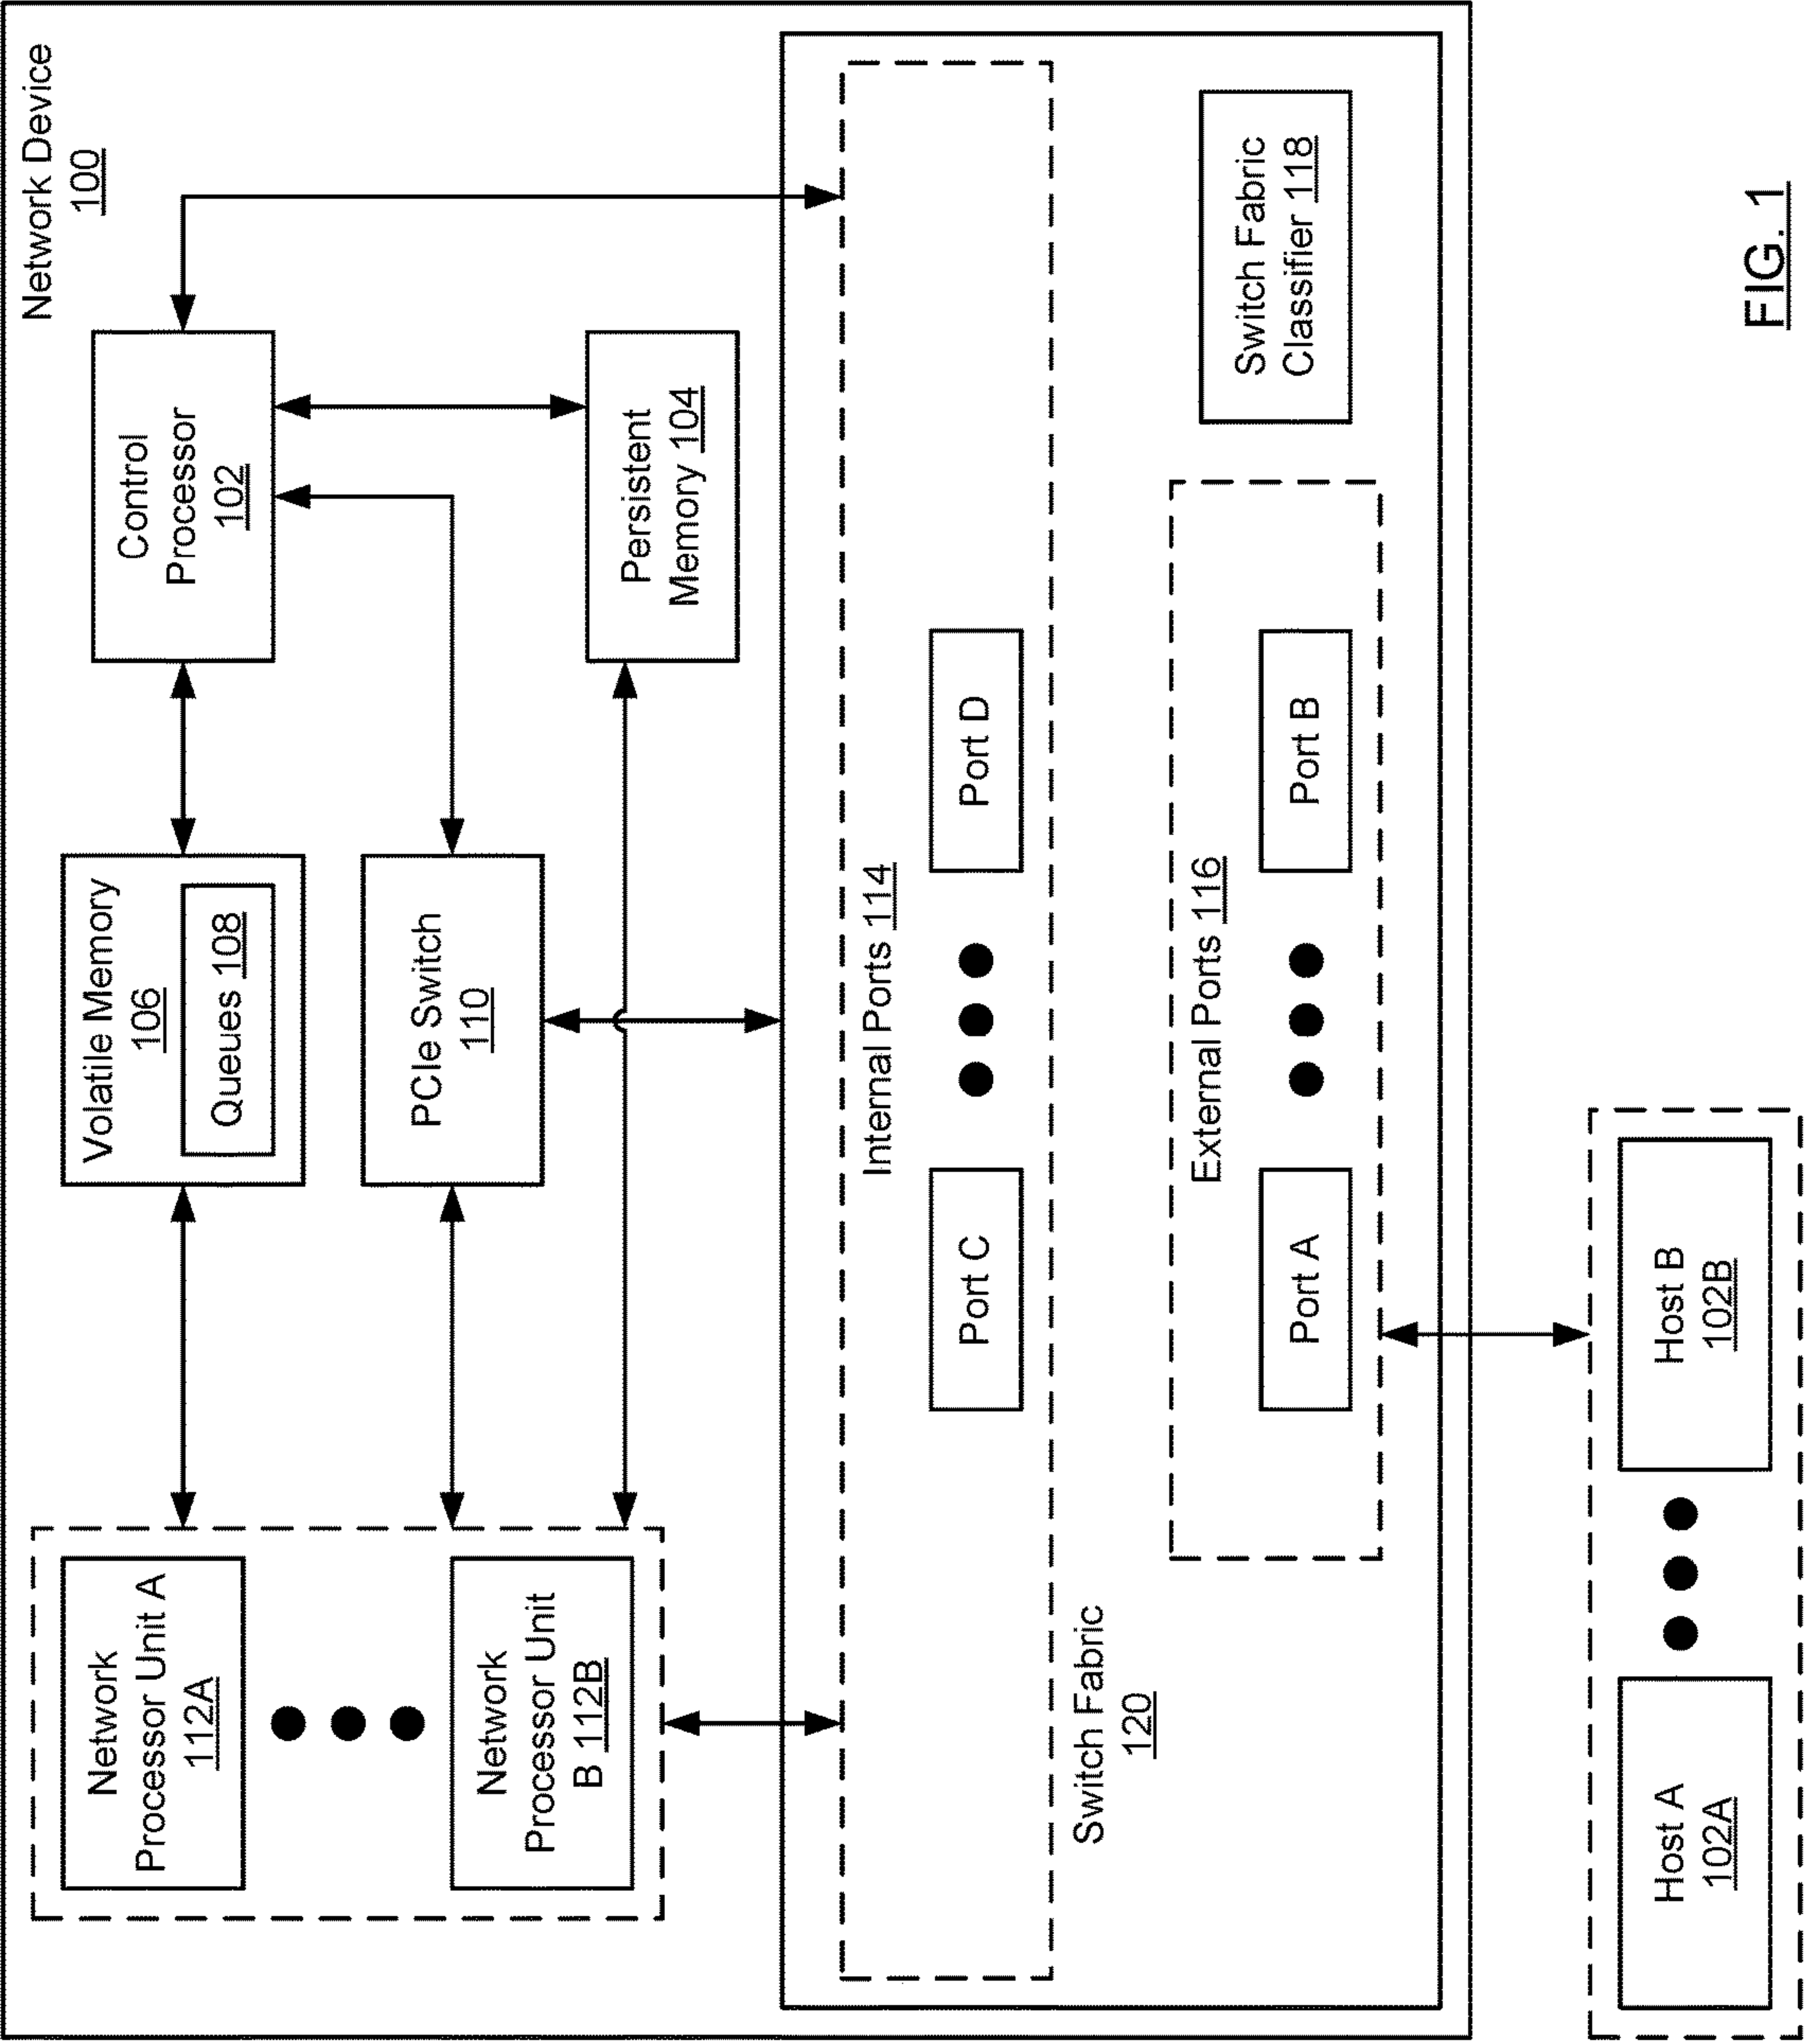 Network Device
100
Network
Processor Unit A
112A
Network
Processor Unit
B 112B
Volatile Memory
106
Queues 108
PCIe Switch
110
Control
Processor
102
Persistent
Memory 104
Internal Ports 114
Port C
Port D
Switch Fabric
120
External Ports 116
Port A
Port B
Switch Fabric
Classifier 118
Host A
102A
Host B
102B
FIG. 1